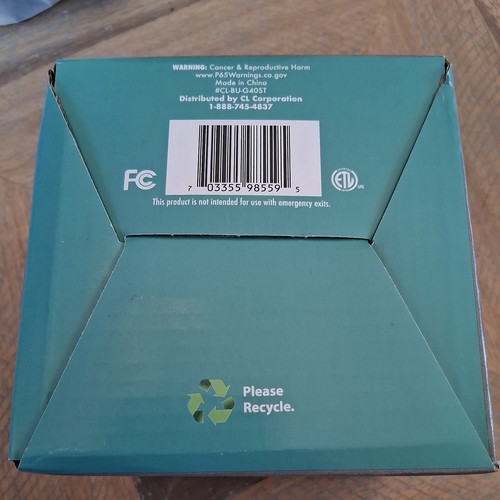 WARNING: Cancer & Reproductive Harm
www.P65Warnings.ca.gov
Made in China
#CL-BU-G40ST
Distributed by CL Corporation
1-888-745-4837
FC
ETL
7 03355 98559 5
This product is not intended for use with emergency exits.
Please
Recycle.